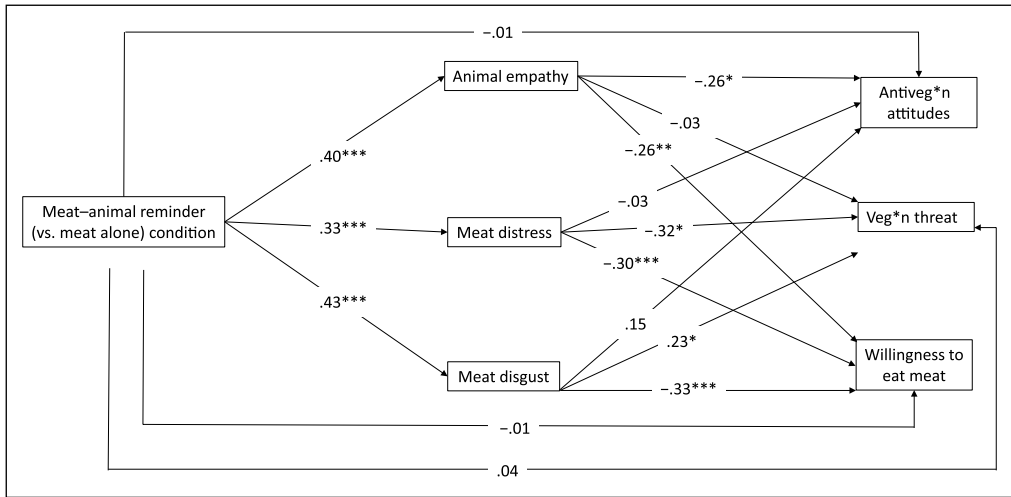 −.01
Animal empathy
−.26*
Antiveg*n
attitudes
−.03
−.26**
.40***
Meat–animal reminder
(vs. meat alone) condition
−.03
Veg*n threat
.33***
Meat distress
−.32*
−.30***
.43***
.15
.23*
Willingness to
eat meat
Meat disgust
−.33***
−.01
.04